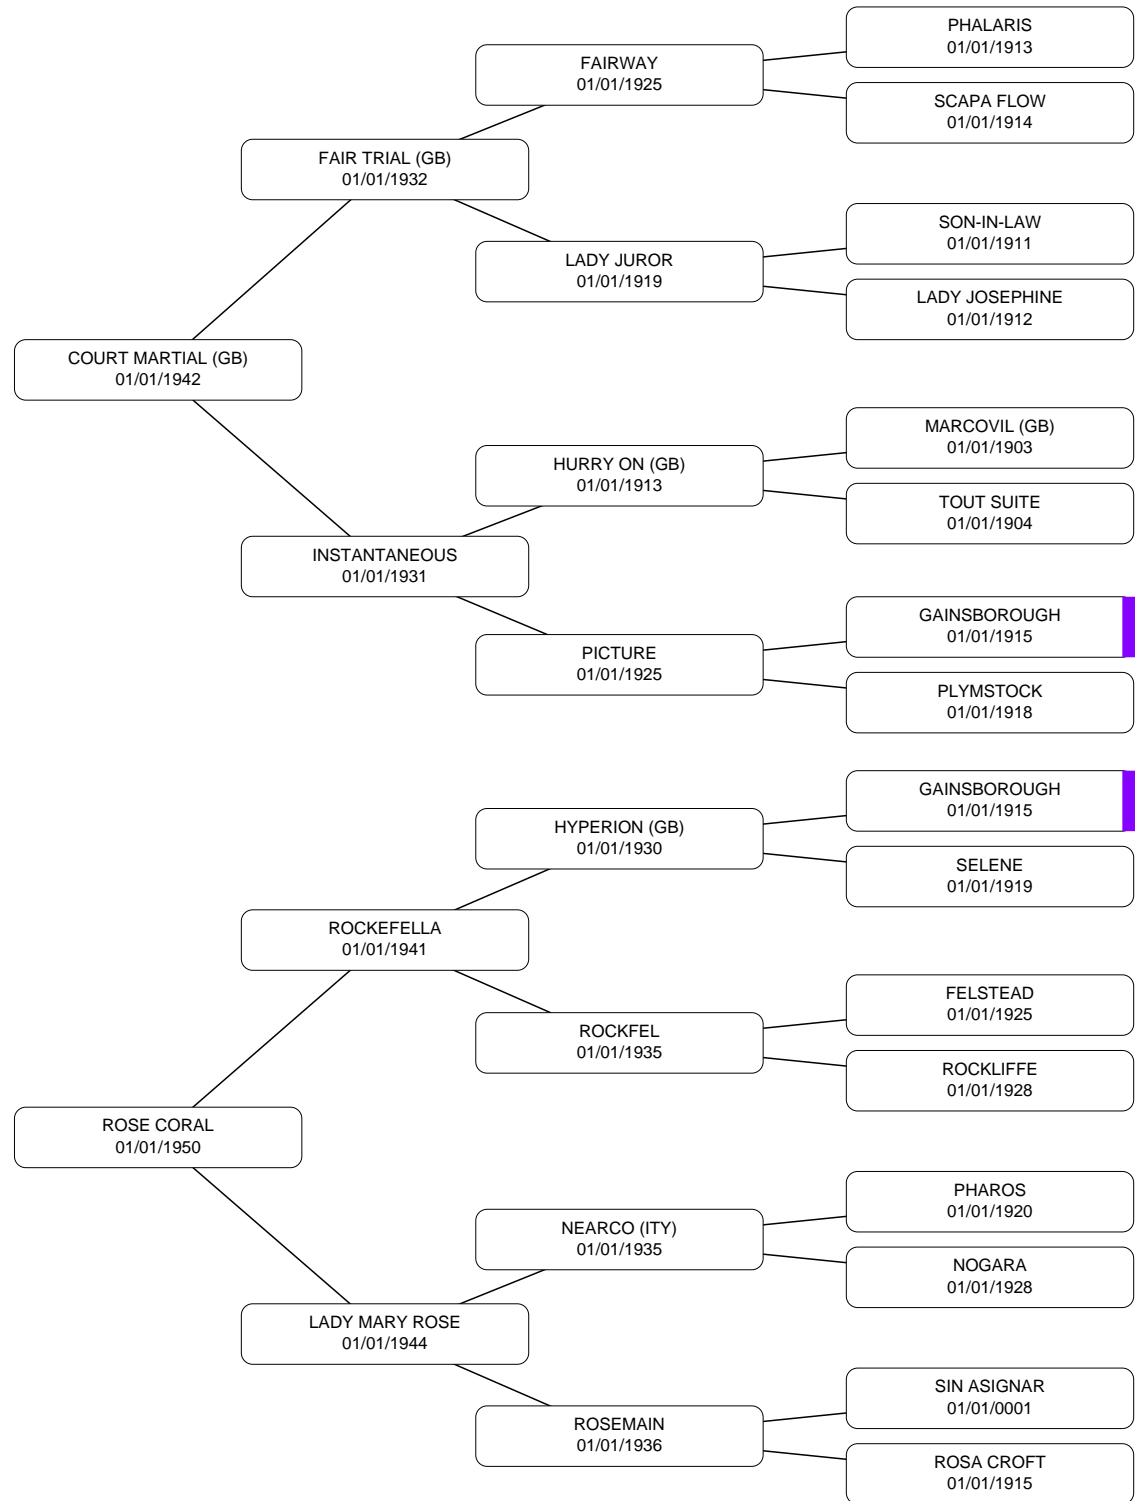 PHALARIS
01/01/1913
FAIRWAY
01/01/1925
SCAPA FLOW
01/01/1914
FAIR TRIAL (GB)
01/01/1932
SON-IN-LAW
01/01/1911
LADY JUROR
01/01/1919
LADY JOSEPHINE
01/01/1912
COURT MARTIAL (GB)
01/01/1942
MARCOVIL (GB)
01/01/1903
HURRY ON (GB)
01/01/1913
TOUT SUITE
01/01/1904
INSTANTANEOUS
01/01/1931
GAINSBOROUGH
01/01/1915
PICTURE
01/01/1925
PLYMSTOCK
01/01/1918
GAINSBOROUGH
01/01/1915
HYPERION (GB)
01/01/1930
SELENE
01/01/1919
ROCKEFELLA
01/01/1941
FELSTEAD
01/01/1925
ROCKFEL
01/01/1935
ROCKLIFFE
01/01/1928
ROSE CORAL
01/01/1950
PHAROS
01/01/1920
NEARCO (ITY)
01/01/1935
NOGARA
01/01/1928
LADY MARY ROSE
01/01/1944
SIN ASIGNAR
01/01/0001
ROSEMAIN
01/01/1936
ROSA CROFT
01/01/1915